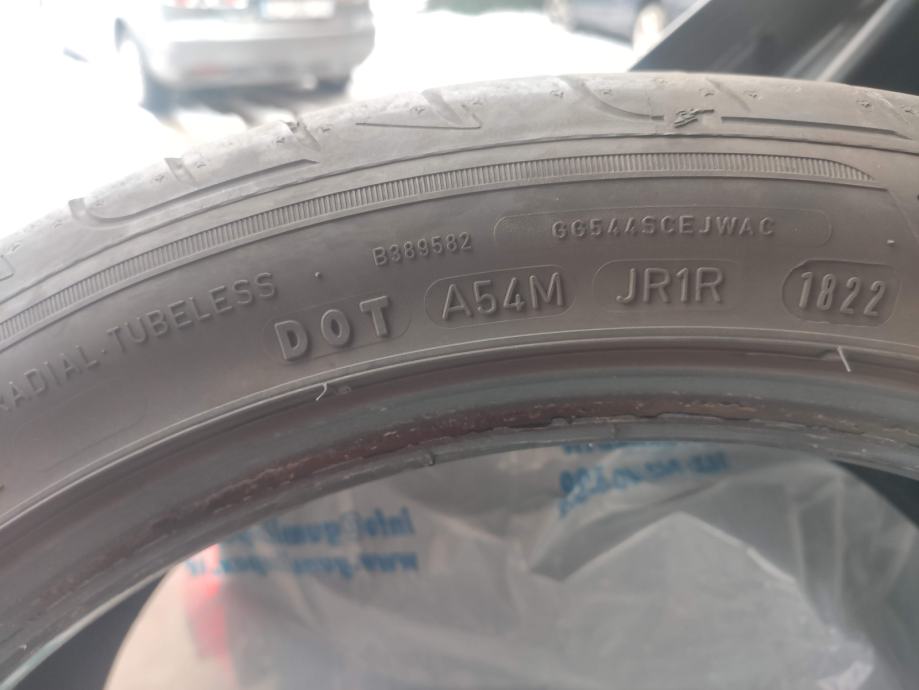 RADIAL·TUBELESS
B389582
GG544SCEJWAC
DOT A54M JR1R 1822